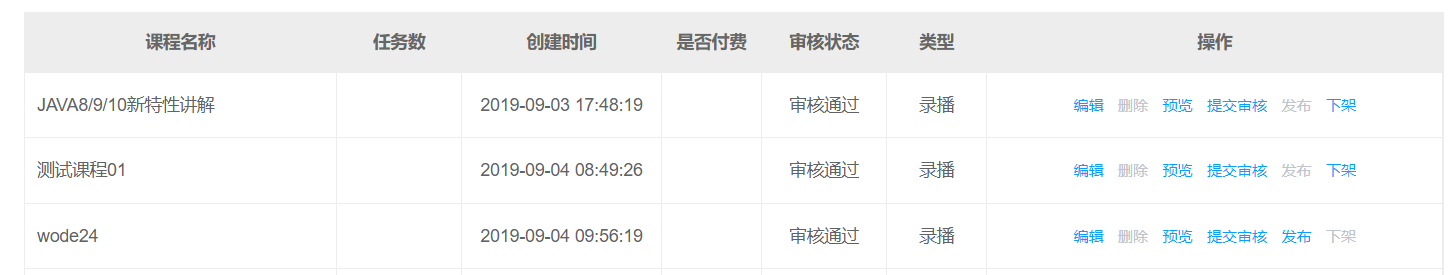 课程名称 任务数 创建时间 是否付费 审核状态 类型 操作
JAVA8/9/10新特性讲解 2019-09-03 17:48:19 审核通过 录播 编辑 删除 预览 提交审核 发布 下架
测试课程01 2019-09-04 08:49:26 审核通过 录播 编辑 删除 预览 提交审核 发布 下架
wode24 2019-09-04 09:56:19 审核通过 录播 编辑 删除 预览 提交审核 发布 下架